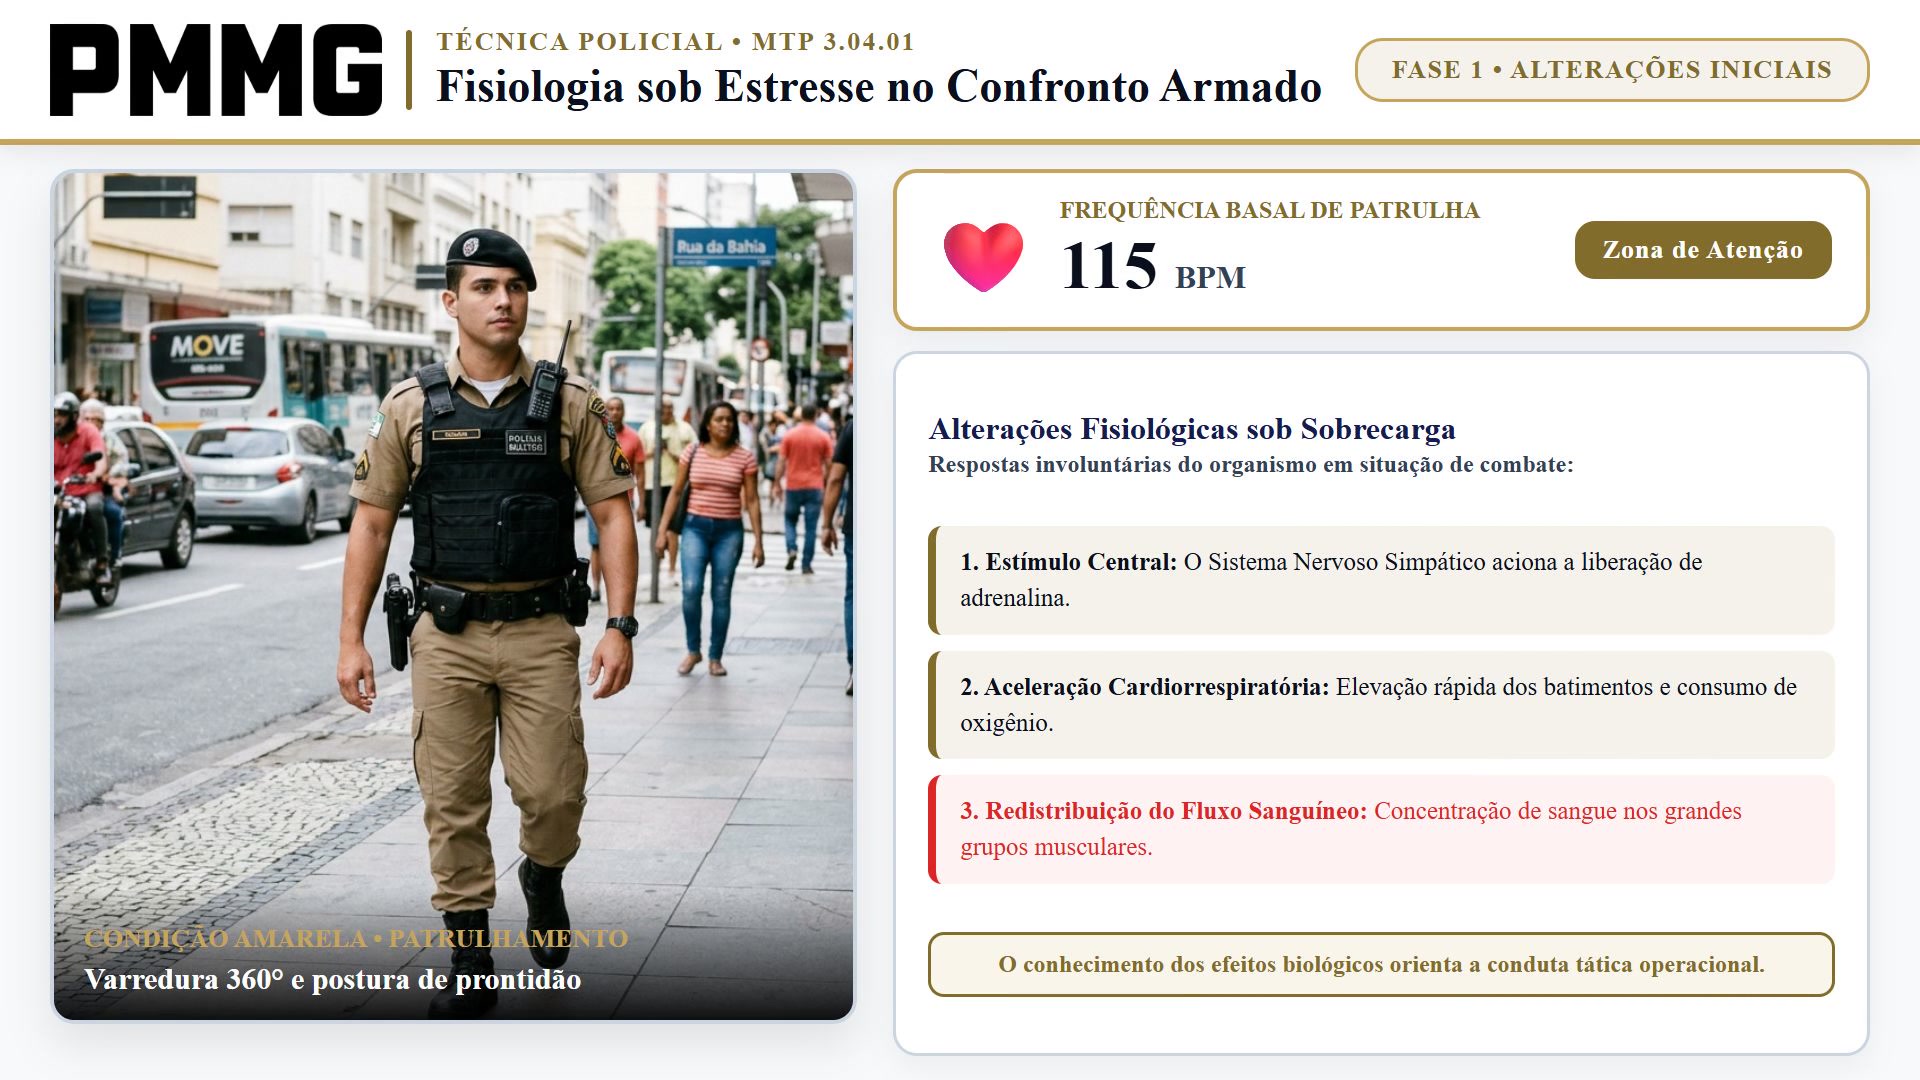 PMMG
TÉCNICA POLICIAL • MTP 3.04.01
Fisiologia sob Estresse no Confronto Armado
FASE 1 • ALTERAÇÕES INICIAIS
Rua da Bahia
MOVE
CONDIÇÃO AMARELA • PATRULHAMENTO
Varredura 360° e postura de prontidão
FREQUÊNCIA BASAL DE PATRULHA
115 BPM
Zona de Atenção
Alterações Fisiológicas sob Sobrecarga
Respostas involuntárias do organismo em situação de combate:
1. Estímulo Central: O Sistema Nervoso Simpático aciona a liberação de
adrenalina.
2. Aceleração Cardiorrespiratória: Elevação rápida dos batimentos e consumo de
oxigênio.
3. Redistribuição do Fluxo Sanguíneo: Concentração de sangue nos grandes
grupos musculares.
O conhecimento dos efeitos biológicos orienta a conduta tática operacional.